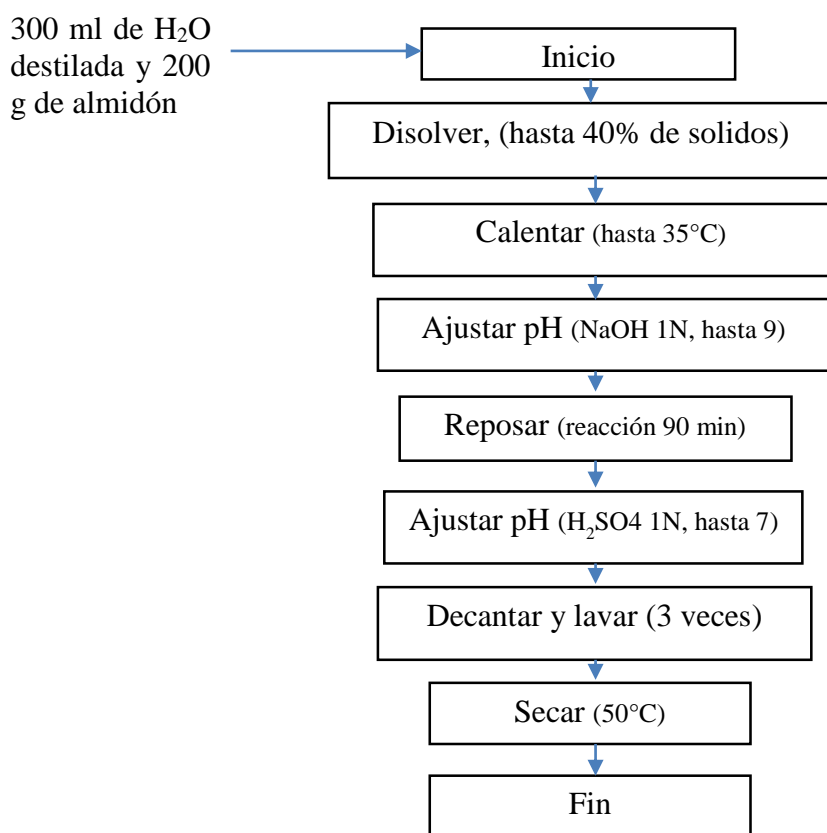 300 ml de H₂O
destilada y 200
g de almidón
Inicio
Disolver, (hasta 40% de solidos)
Calentar (hasta 35°C)
Ajustar pH (NaOH 1N, hasta 9)
Reposar (reacción 90 min)
Ajustar pH (H₂SO4 1N, hasta 7)
Decantar y lavar (3 veces)
Secar (50°C)
Fin